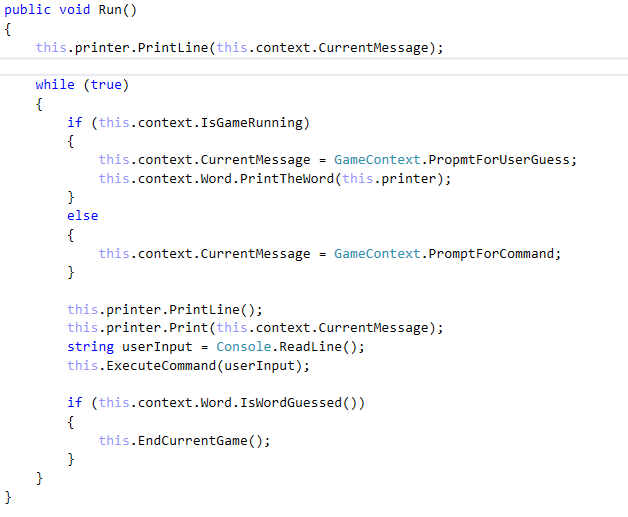 public void Run()
{
    this.printer.PrintLine(this.context.CurrentMessage);
    while (true)
    {
        if (this.context.IsGameRunning)
        {
            this.context.CurrentMessage = GameContext.PropmtForUserGuess;
            this.context.Word.PrintTheWord(this.printer);
        }
        else
        {
            this.context.CurrentMessage = GameContext.PromptForCommand;
        }
        this.printer.PrintLine();
        this.printer.Print(this.context.CurrentMessage);
        string userInput = Console.ReadLine();
        this.ExecuteCommand(userInput);
        if (this.context.Word.IsWordGuessed())
        {
            this.EndCurrentGame();
        }
    }
}